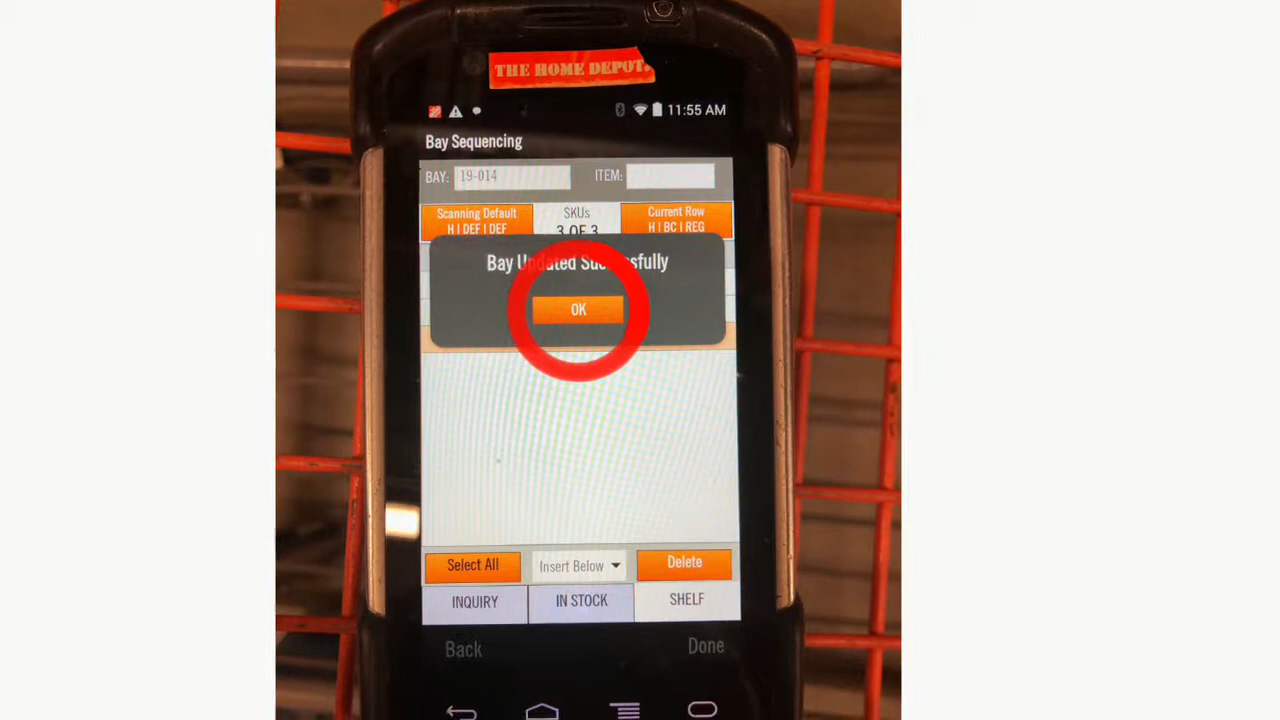 THE HOME DEPOT
11:55 AM
Bay Sequencing
BAY: 19-014 ITEM:
Scanning Default SKUs Current Row
H | DEF | DEF 3 OF 3 H | BC | REG
Bay Updated Successfully
OK
Select All Insert Below Delete
INQUIRY IN STOCK SHELF
Back Done